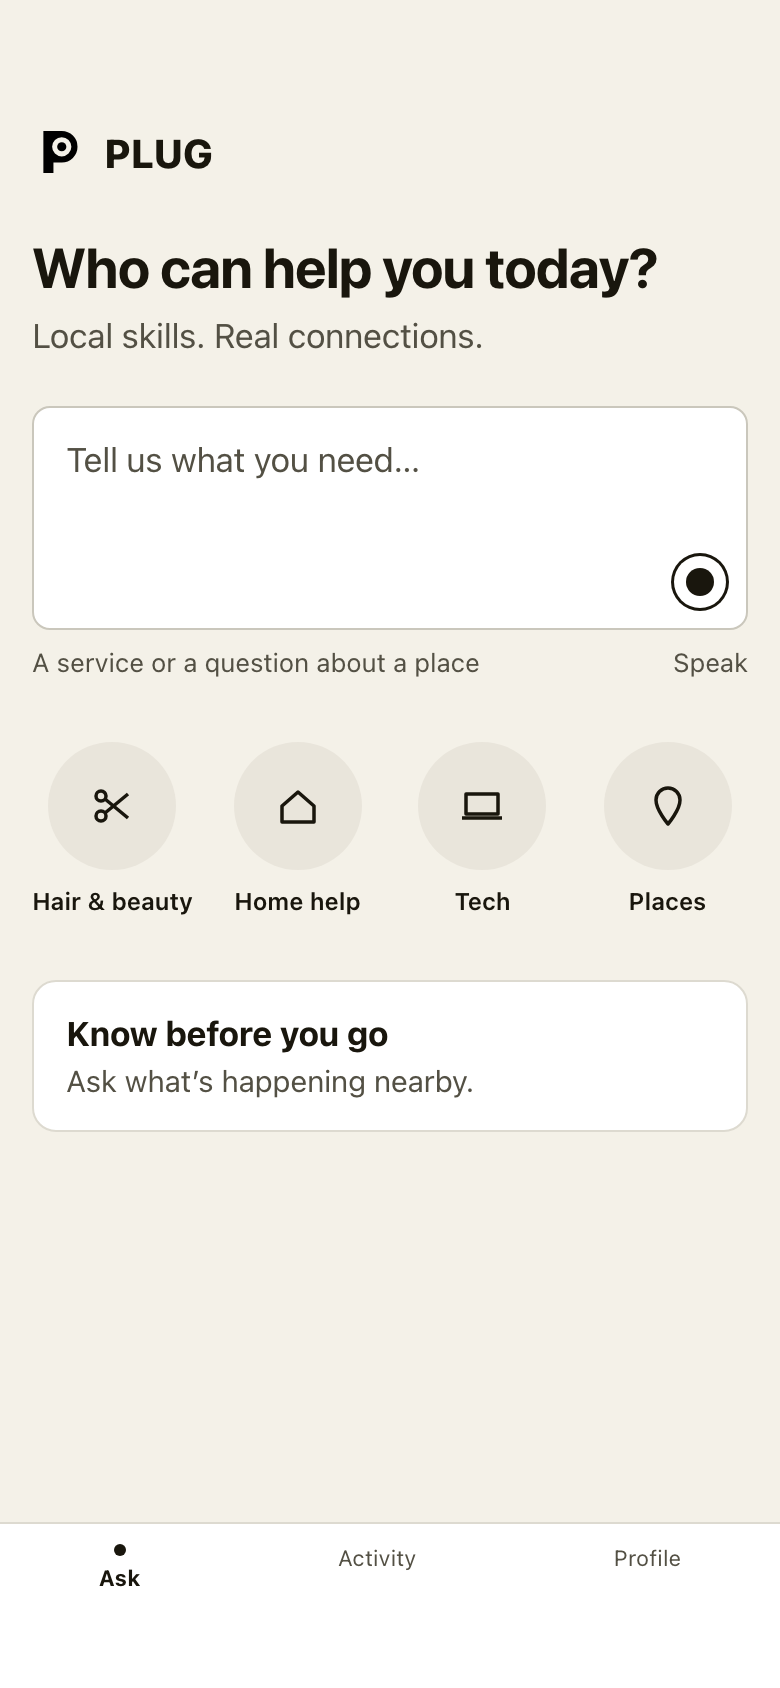 PLUG
Who can help you today?
Local skills. Real connections.
Tell us what you need...
A service or a question about a place
Speak
Hair & beauty
Home help
Tech
Places
Know before you go
Ask what’s happening nearby.
Ask
Activity
Profile